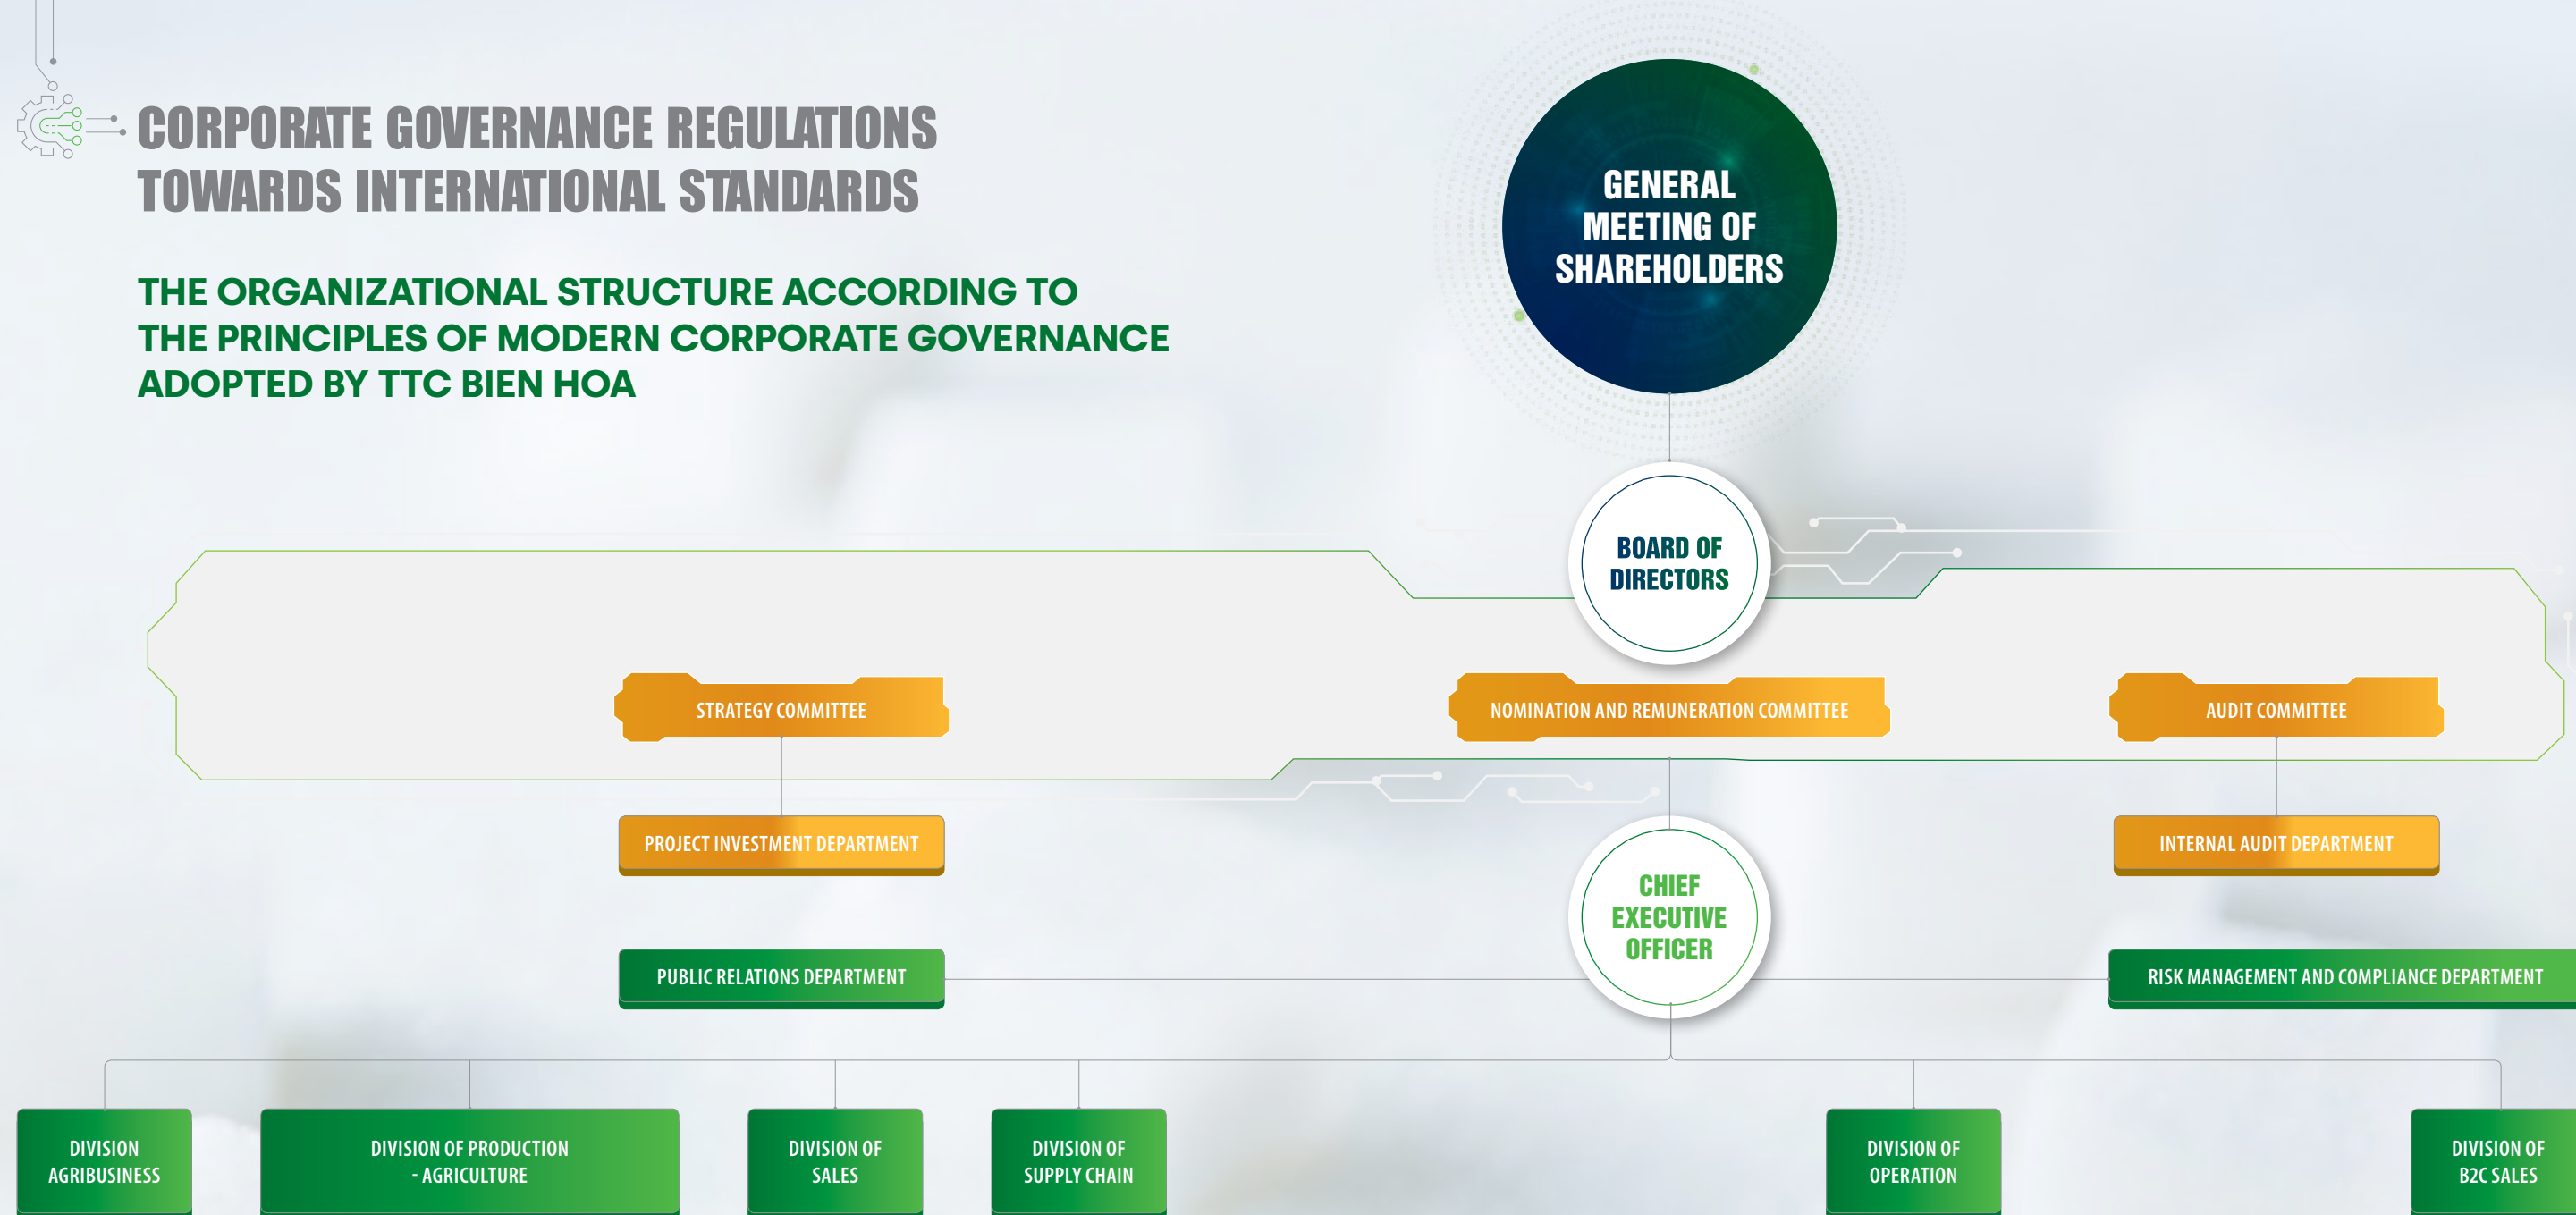 CORPORATE GOVERNANCE REGULATIONS
TOWARDS INTERNATIONAL STANDARDS
THE ORGANIZATIONAL STRUCTURE ACCORDING TO
THE PRINCIPLES OF MODERN CORPORATE GOVERNANCE
ADOPTED BY TTC BIEN HOA
GENERAL
MEETING OF
SHAREHOLDERS
BOARD OF
DIRECTORS
STRATEGY COMMITTEE
NOMINATION AND REMUNERATION COMMITTEE
AUDIT COMMITTEE
PROJECT INVESTMENT DEPARTMENT
INTERNAL AUDIT DEPARTMENT
CHIEF
EXECUTIVE
OFFICER
PUBLIC RELATIONS DEPARTMENT
RISK MANAGEMENT AND COMPLIANCE DEPARTMENT
DIVISION
AGRIBUSINESS
DIVISION OF PRODUCTION
- AGRICULTURE
DIVISION OF
SALES
DIVISION OF
SUPPLY CHAIN
DIVISION OF
OPERATION
DIVISION OF
B2C SALES